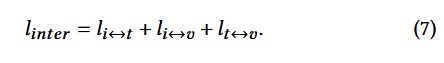 l_{inter} = l_{i↔t} + l_{i↔v} + l_{t↔v}. (7)